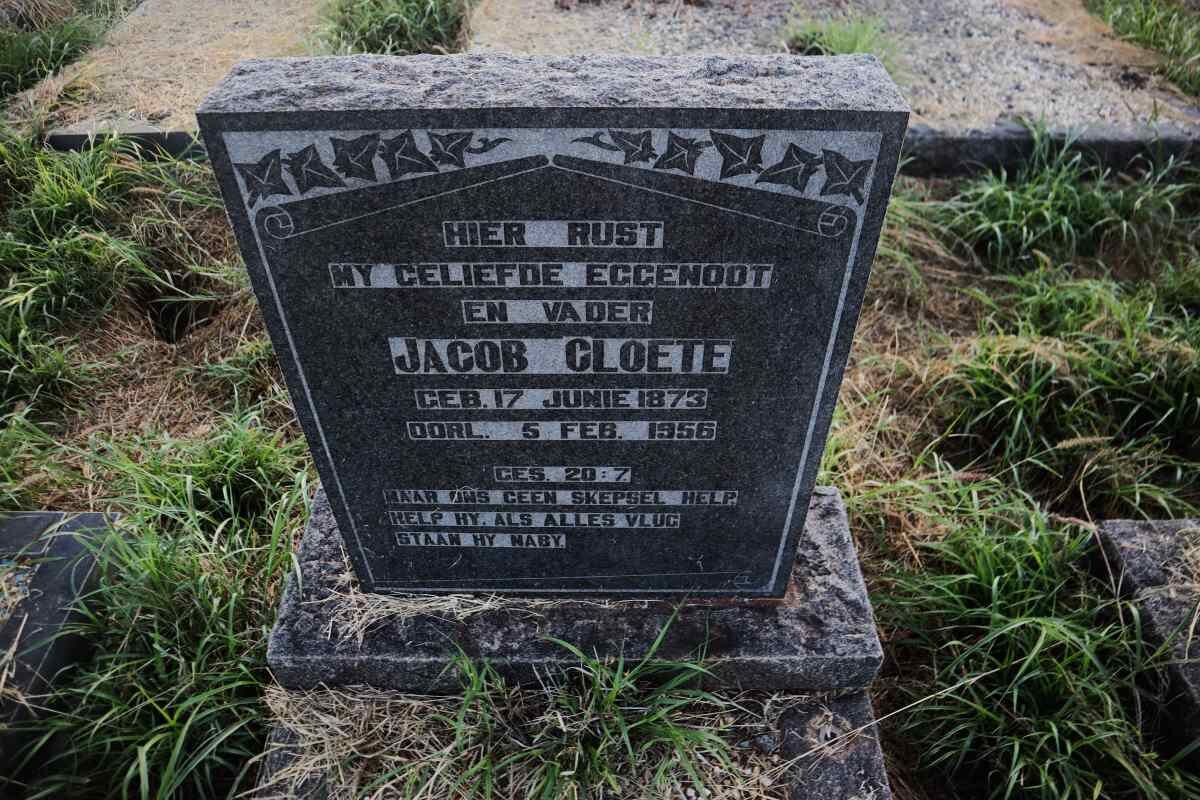 HIER RUST
MY GELIEFDE EGGENOOT
EN VADER
JACOB CLOETE
GEB. 17 JUNIE 1873
OORL. 5 FEB. 1956
GES. 20:7
WAAR ONS GEEN SKEPSEL HELP,
HELP HY, ALS ALLES VLUG
STAAN HY NABY.